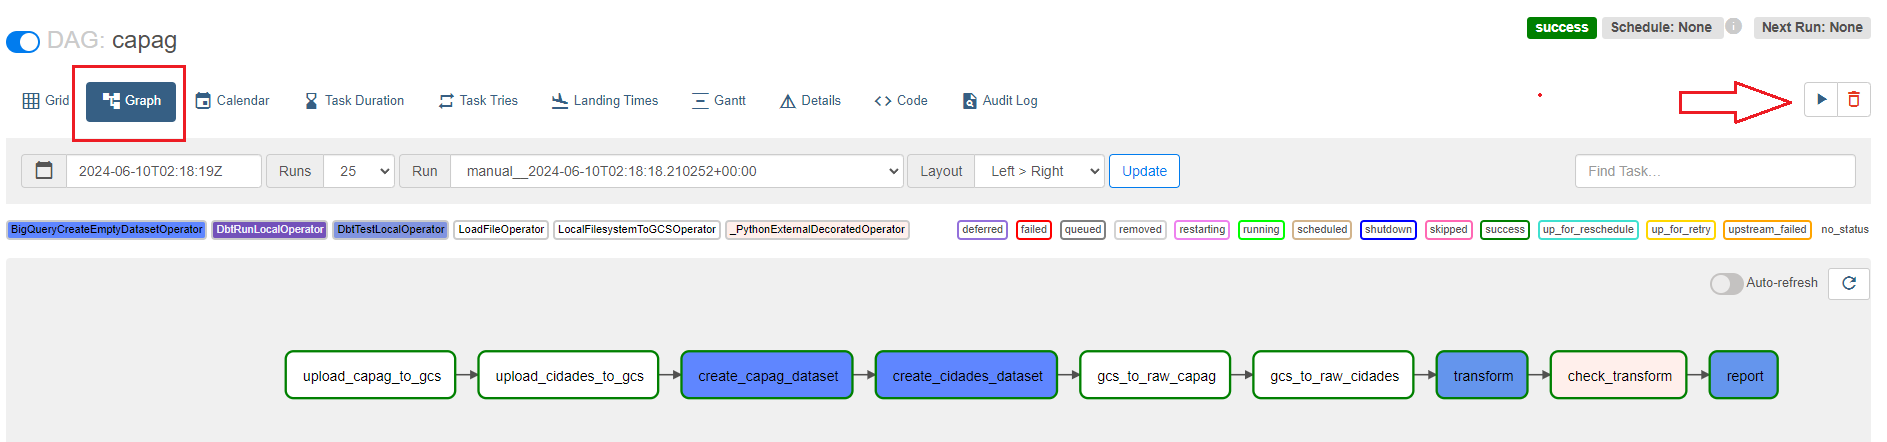 DAG: capag
success Schedule: None Next Run: None
Grid Graph Calendar Task Duration Task Tries Landing Times Gantt Details Code Audit Log
2024-06-10T02:18:19Z Runs 25 Run manual__2024-06-10T02:18:18.210252+00:00 Layout Left > Right Update Find Task…
BigQueryCreateEmptyDatasetOperator DbtRunLocalOperator DbtTestLocalOperator LoadFileOperator LocalFilesystemToGCSOperator _PythonExternalDecoratedOperator deferred failed queued removed restarting running scheduled shutdown skipped success up_for_reschedule up_for_retry upstream_failed no_status
Auto-refresh
upload_capag_to_gcs upload_cidades_to_gcs create_capag_dataset create_cidades_dataset gcs_to_raw_capag gcs_to_raw_cidades transform check_transform report